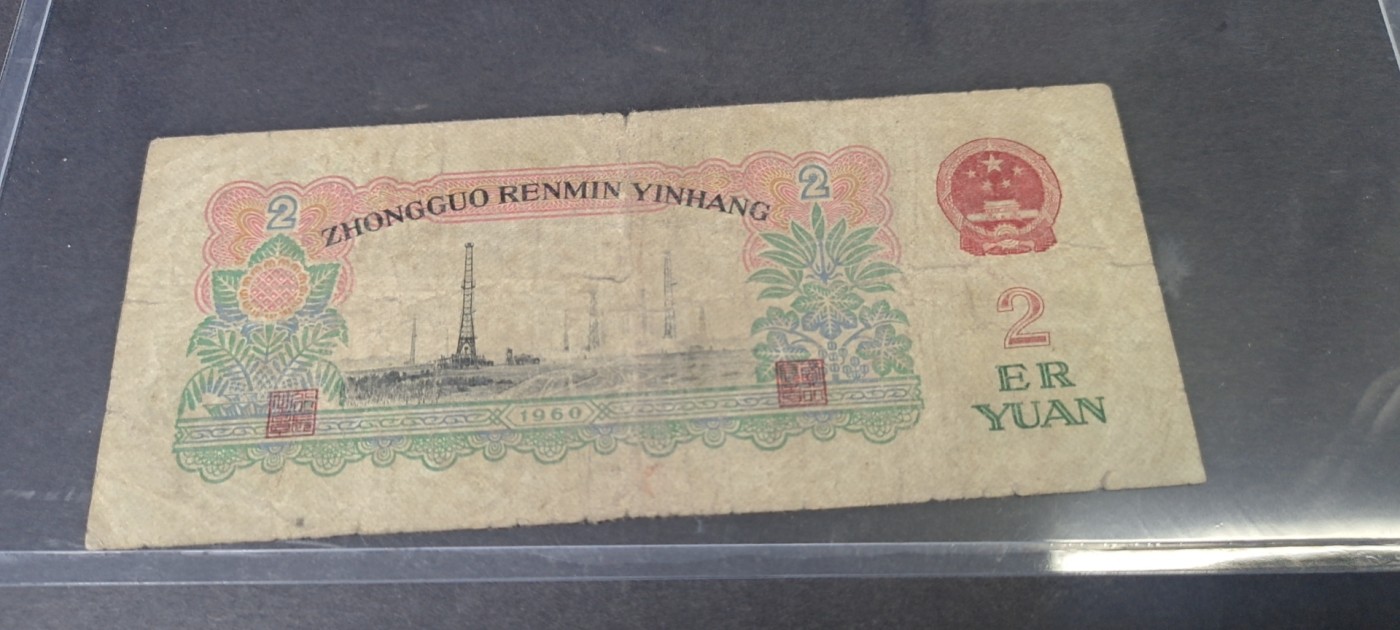 2
ZHONGGUO RENMIN YINHANG
2
1960
2
ER
YUAN